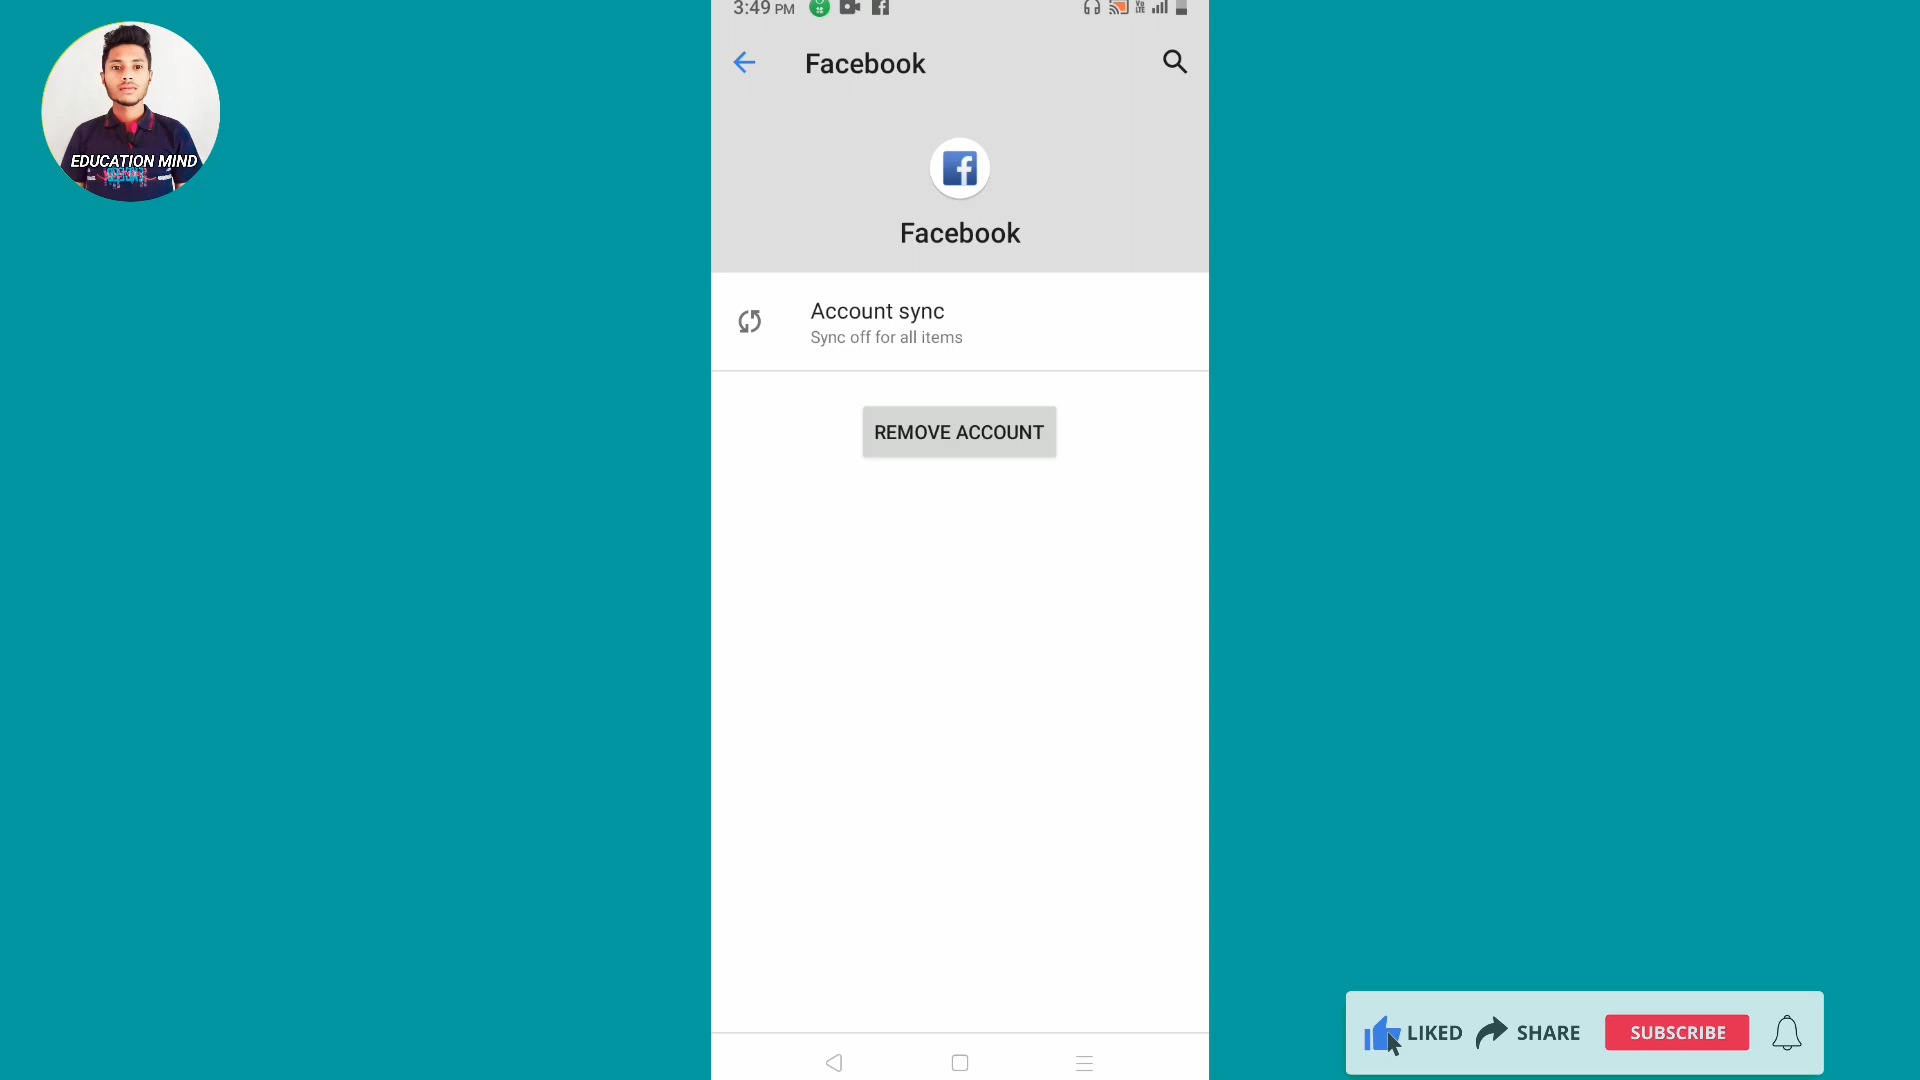 3:49 PM
Facebook
EDUCATION MIND
Facebook
Account sync
Sync off for all items
REMOVE ACCOUNT
LIKED SHARE SUBSCRIBE